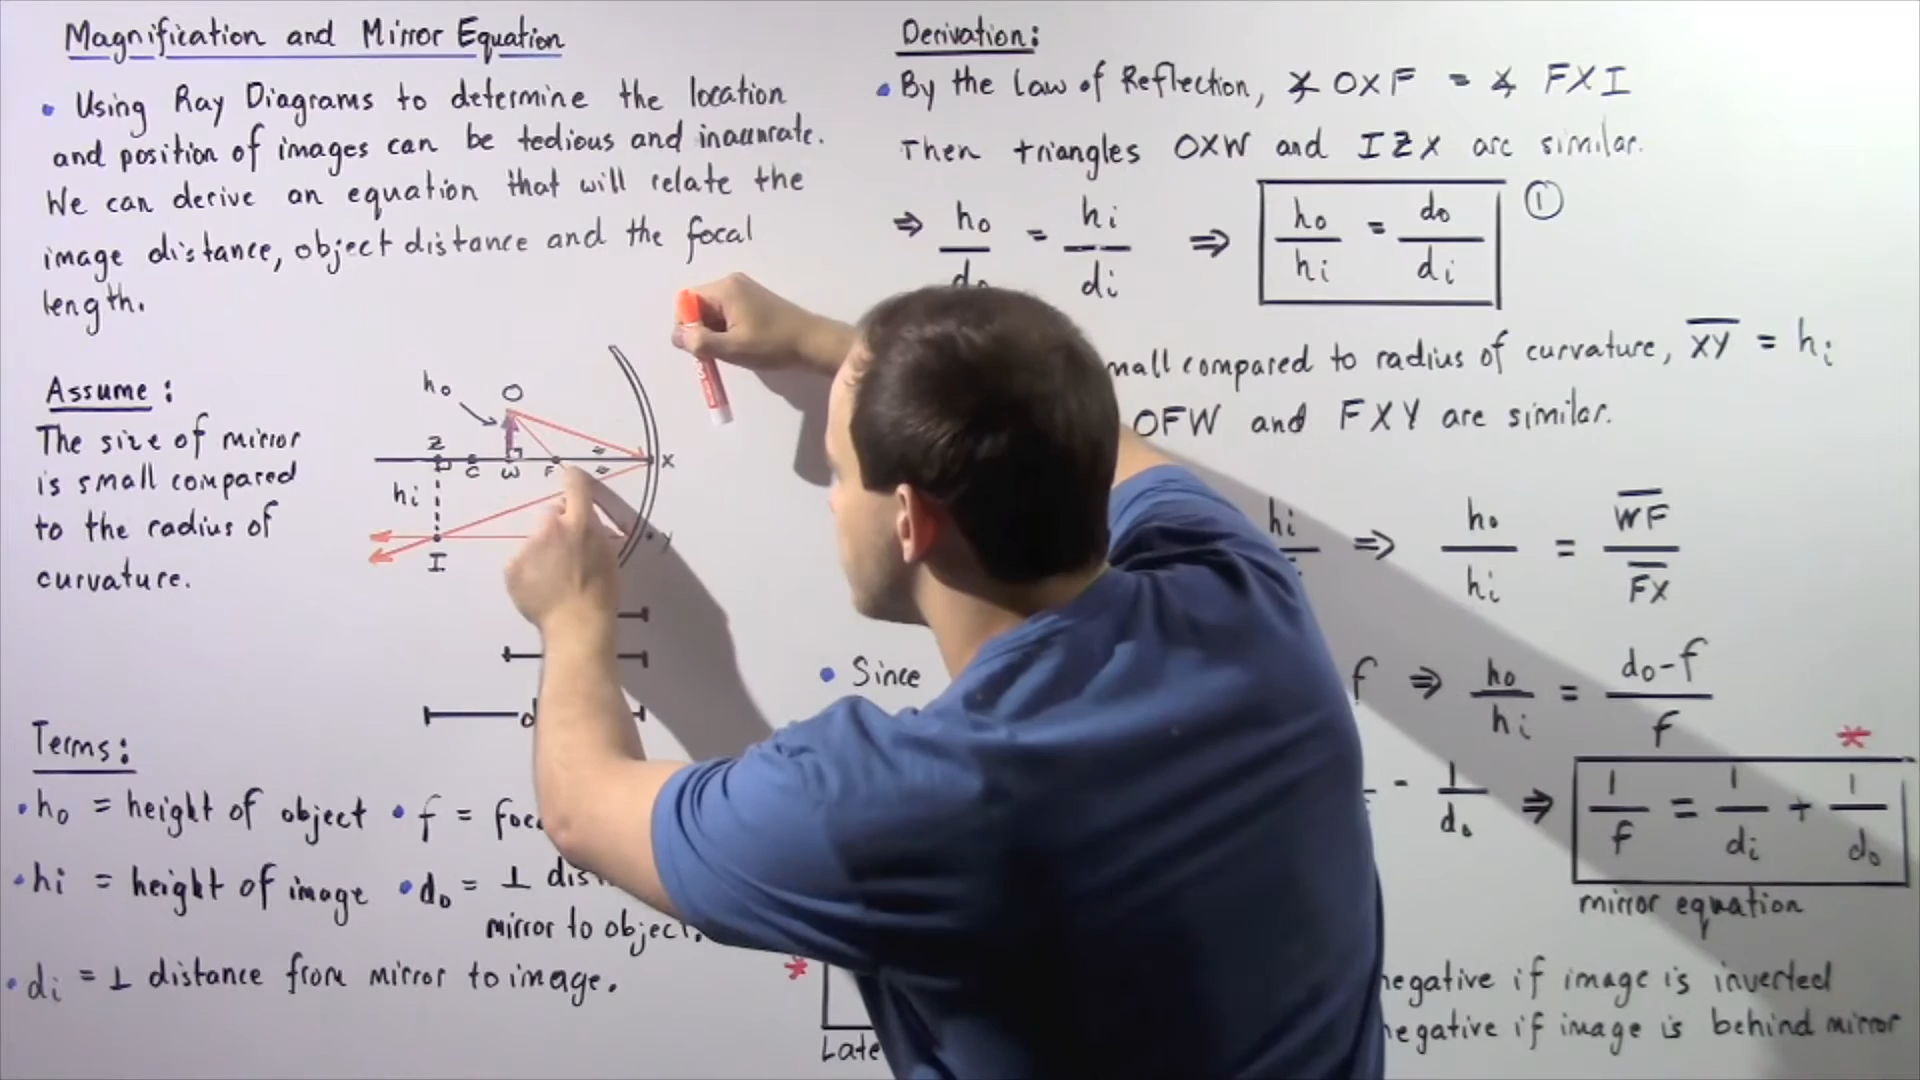 Magnification and Mirror Equation
• Using Ray Diagrams to determine the location
and position of images can be tedious and inaccurate.
We can derive an equation that will relate the
image distance, object distance and the focal
length.
Assume:
The size of mirror
is small compared
to the radius of
curvature.
ho
O
Z
C
W
F
X
hi
I
Y
d
Terms:
• ho = height of object
• f =
• hi = height of image
• do = ⊥
mirror to object.
• di = ⊥ distance from mirror to image.
Derivation:
• By the Law of Reflection, ∡ OXF = ∡ FXI
Then triangles OXW and IZX are similar.
⇒ ho/do = hi/di ⇒ ho/hi = do/di ①
compared to radius of curvature, X̅Y̅ = hi
OFW and FXY are similar.
hi ⇒ ho/hi = W̅F̅/F̅X̅
• Since
f ⇒ ho/hi = do-f/f
- 1/do ⇒ 1/f = 1/di + 1/do *
mirror equation
*
negative if image is inverted
negative if image is behind mirror